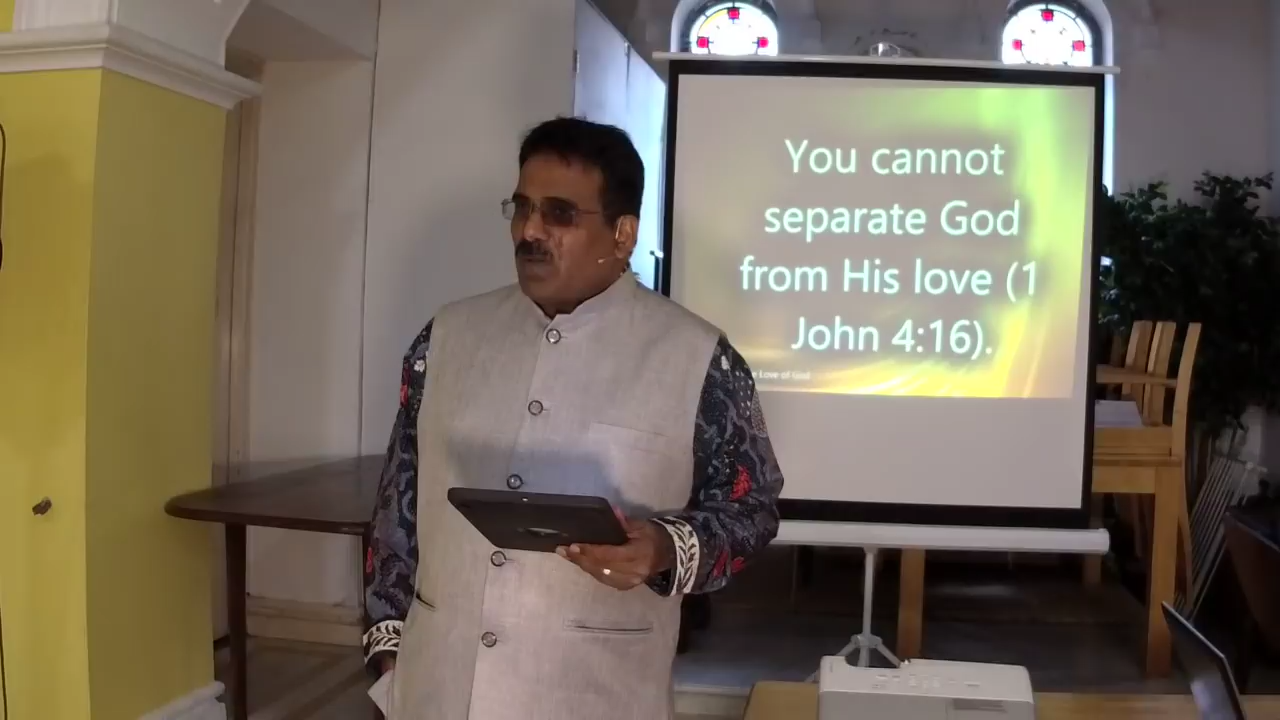 You cannot
separate God
from His love (1
John 4:16).
Love of God